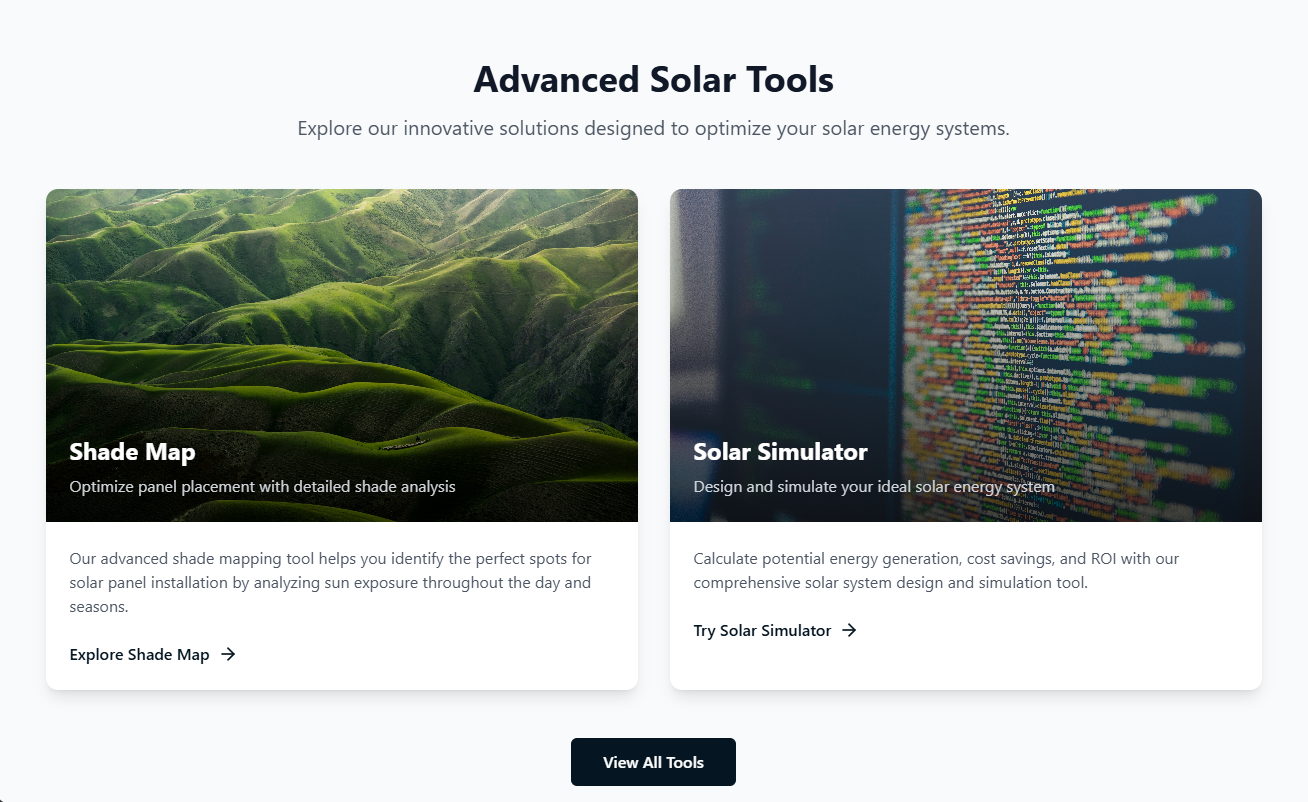 Advanced Solar Tools
Explore our innovative solutions designed to optimize your solar energy systems.
Shade Map
Optimize panel placement with detailed shade analysis
Our advanced shade mapping tool helps you identify the perfect spots for
solar panel installation by analyzing sun exposure throughout the day and
seasons.
Explore Shade Map
Solar Simulator
Design and simulate your ideal solar energy system
Calculate potential energy generation, cost savings, and ROI with our
comprehensive solar system design and simulation tool.
Try Solar Simulator
View All Tools